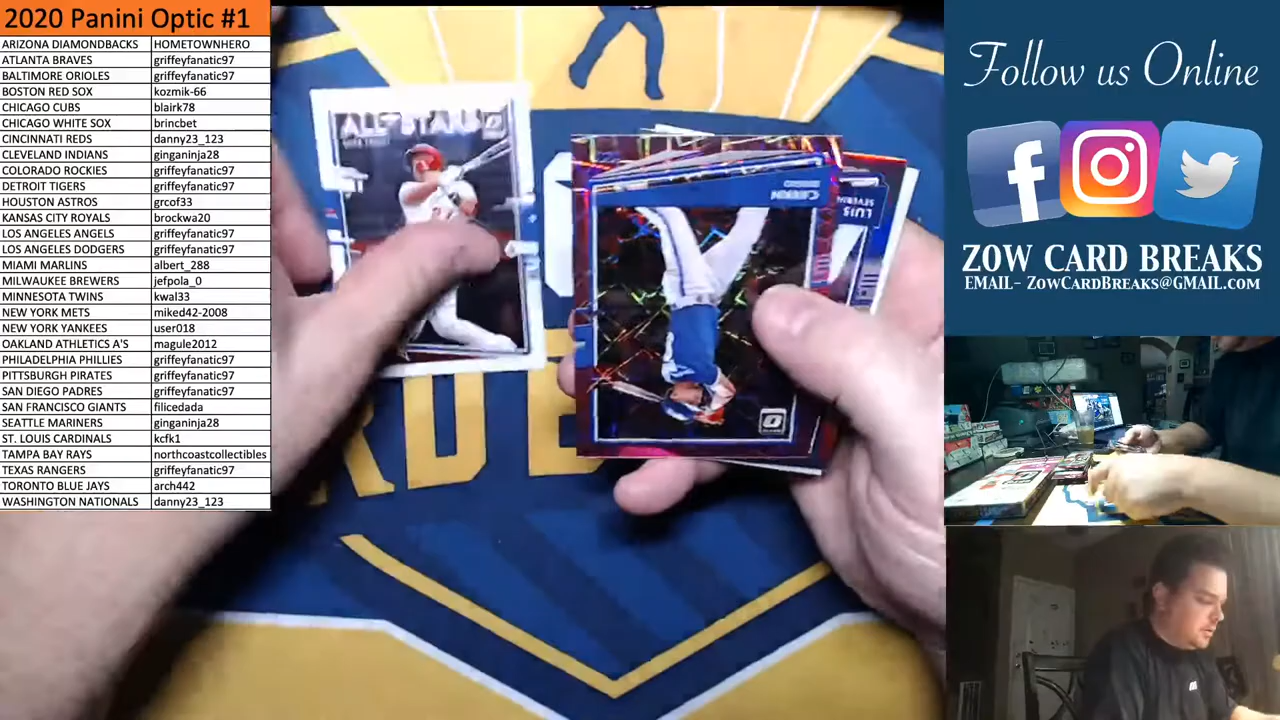 2020 Panini Optic #1
ARIZONA DIAMONDBACKS HOMETOWNHERO
ATLANTA BRAVES griffeyfanatic97
BALTIMORE ORIOLES griffeyfanatic97
BOSTON RED SOX kozmik-66
CHICAGO CUBS blairk78
CHICAGO WHITE SOX brincbet
CINCINNATI REDS danny23_123
CLEVELAND INDIANS ginganinja28
COLORADO ROCKIES griffeyfanatic97
DETROIT TIGERS griffeyfanatic97
HOUSTON ASTROS grcof33
KANSAS CITY ROYALS brockwa20
LOS ANGELES ANGELS griffeyfanatic97
LOS ANGELES DODGERS griffeyfanatic97
MIAMI MARLINS albert_288
MILWAUKEE BREWERS jefpola_0
MINNESOTA TWINS kwal33
NEW YORK METS miked42-2008
NEW YORK YANKEES user018
OAKLAND ATHLETICS A'S magule2012
PHILADELPHIA PHILLIES griffeyfanatic97
PITTSBURGH PIRATES griffeyfanatic97
SAN DIEGO PADRES griffeyfanatic97
SAN FRANCISCO GIANTS filicedada
SEATTLE MARINERS ginganinja28
ST. LOUIS CARDINALS kcfk1
TAMPA BAY RAYS northcoastcollectibles
TEXAS RANGERS griffeyfanatic97
TORONTO BLUE JAYS arch442
WASHINGTON NATIONALS danny23_123
ALL★STARS
LUIS
Follow us Online
ZOW CARD BREAKS
EMAIL- ZowCardBreaks@GMAIL.com